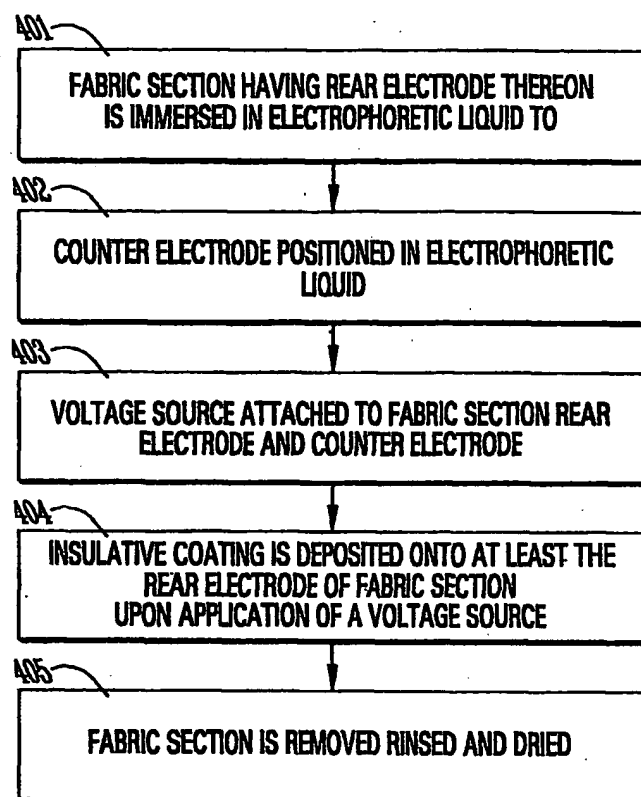 401
FABRIC SECTION HAVING REAR ELECTRODE THEREON
IS IMMERSED IN ELECTROPHORETIC LIQUID TO
402
COUNTER ELECTRODE POSITIONED IN ELECTROPHORETIC
LIQUID
403
VOLTAGE SOURCE ATTACHED TO FABRIC SECTION REAR
ELECTRODE AND COUNTER ELECTRODE
404
INSULATIVE COATING IS DEPOSITED ONTO AT LEAST THE
REAR ELECTRODE OF FABRIC SECTION
UPON APPLICATION OF A VOLTAGE SOURCE
405
FABRIC SECTION IS REMOVED RINSED AND DRIED